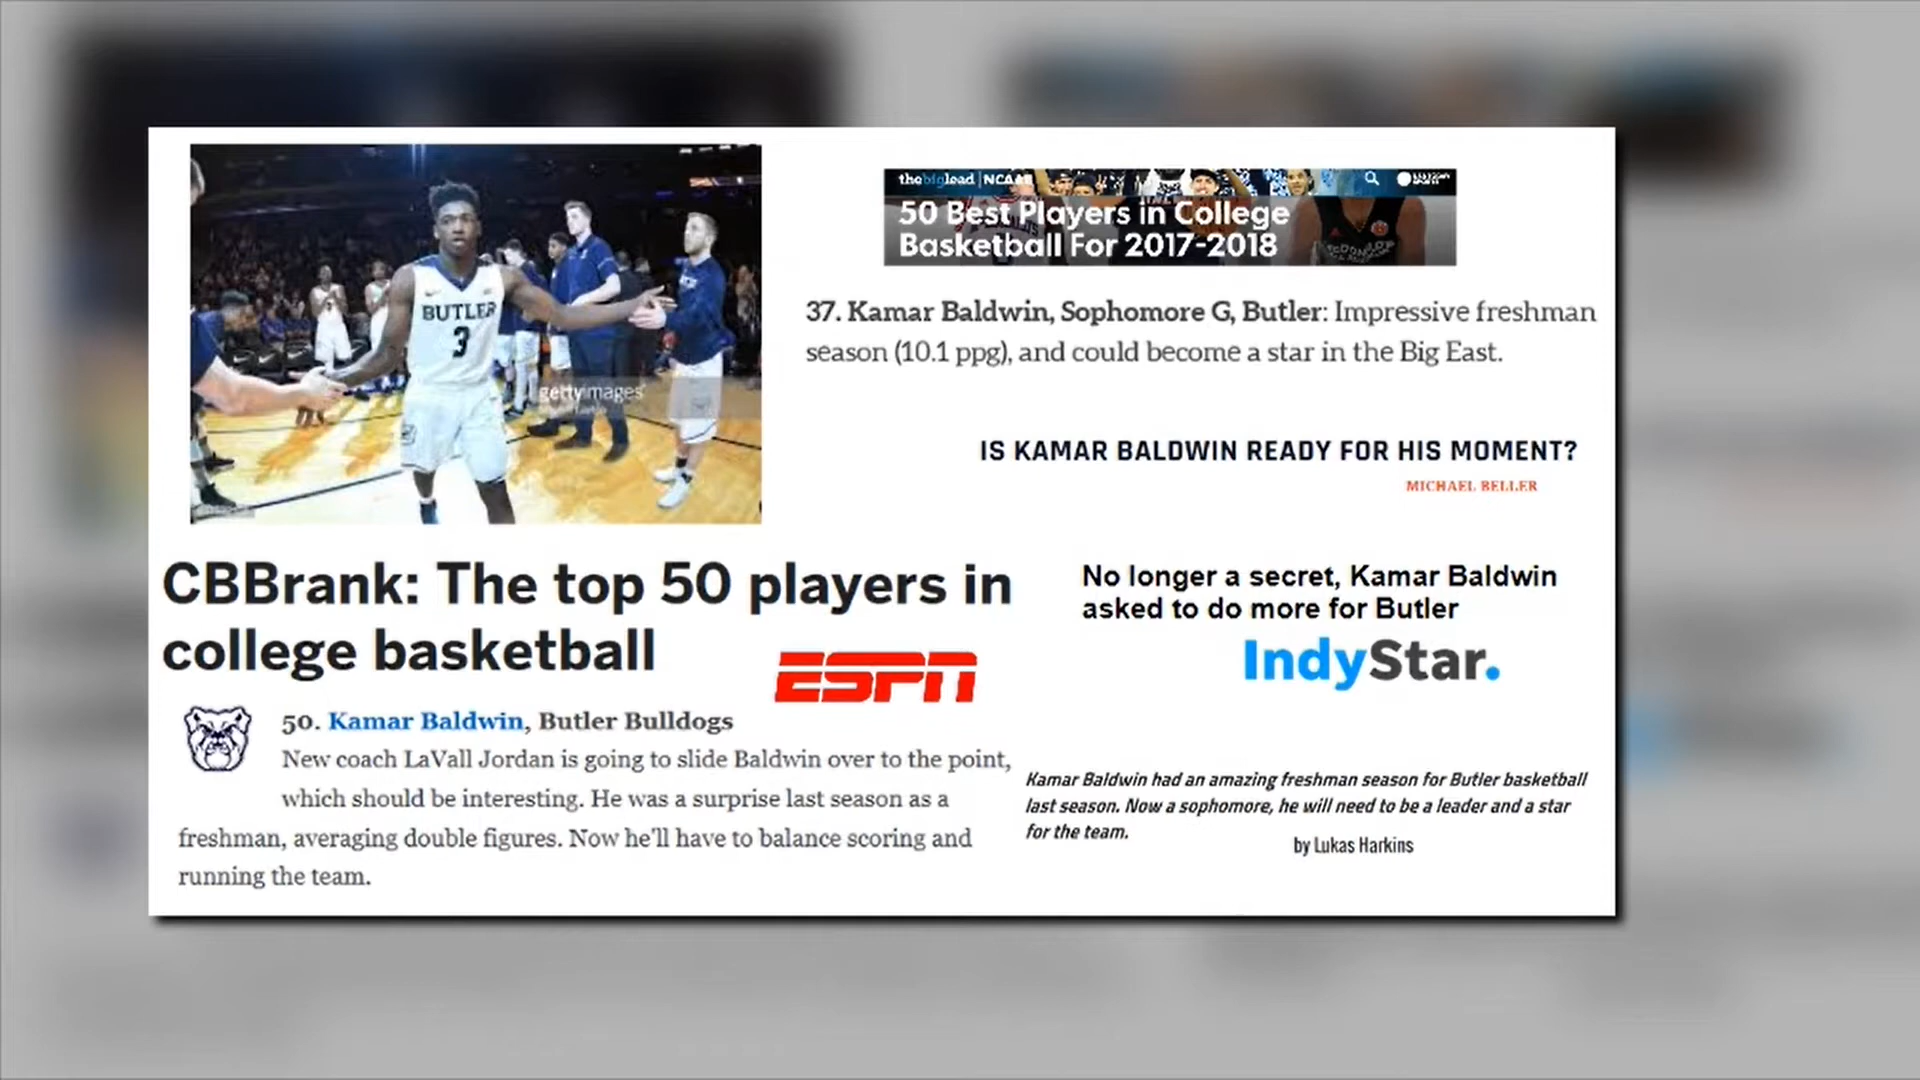 BUTLER
3
gettyimages
thebiglead | NCAAB
50 Best Players in College
Basketball For 2017-2018
37. Kamar Baldwin, Sophomore G, Butler: Impressive freshman
season (10.1 ppg), and could become a star in the Big East.
IS KAMAR BALDWIN READY FOR HIS MOMENT?
MICHAEL BELLER
CBBrank: The top 50 players in
college basketball
ESPN
50. Kamar Baldwin, Butler Bulldogs
New coach LaVall Jordan is going to slide Baldwin over to the point,
which should be interesting. He was a surprise last season as a
freshman, averaging double figures. Now he'll have to balance scoring and
running the team.
No longer a secret, Kamar Baldwin
asked to do more for Butler
IndyStar.
Kamar Baldwin had an amazing freshman season for Butler basketball
last season. Now a sophomore, he will need to be a leader and a star
for the team.
by Lukas Harkins